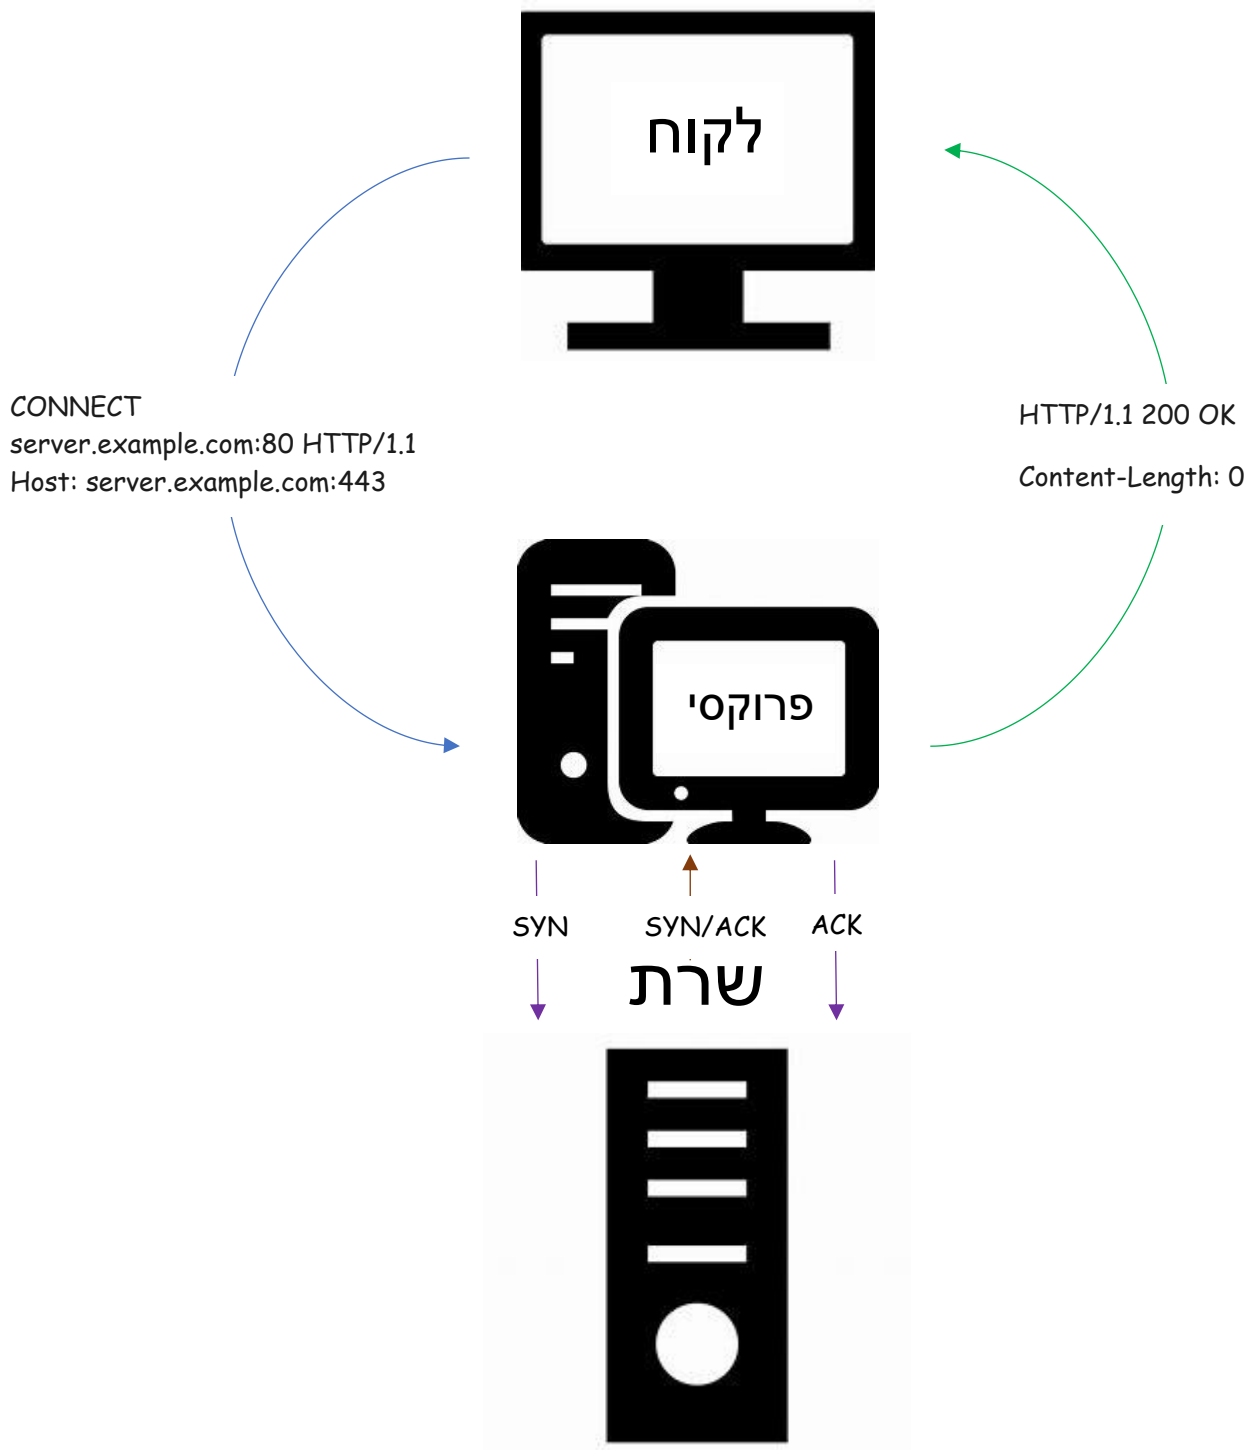 לקוח
CONNECT
server.example.com:80 HTTP/1.1
Host: server.example.com:443
HTTP/1.1 200 OK
Content-Length: 0
פרוקסי
SYN
SYN/ACK
ACK
שרת